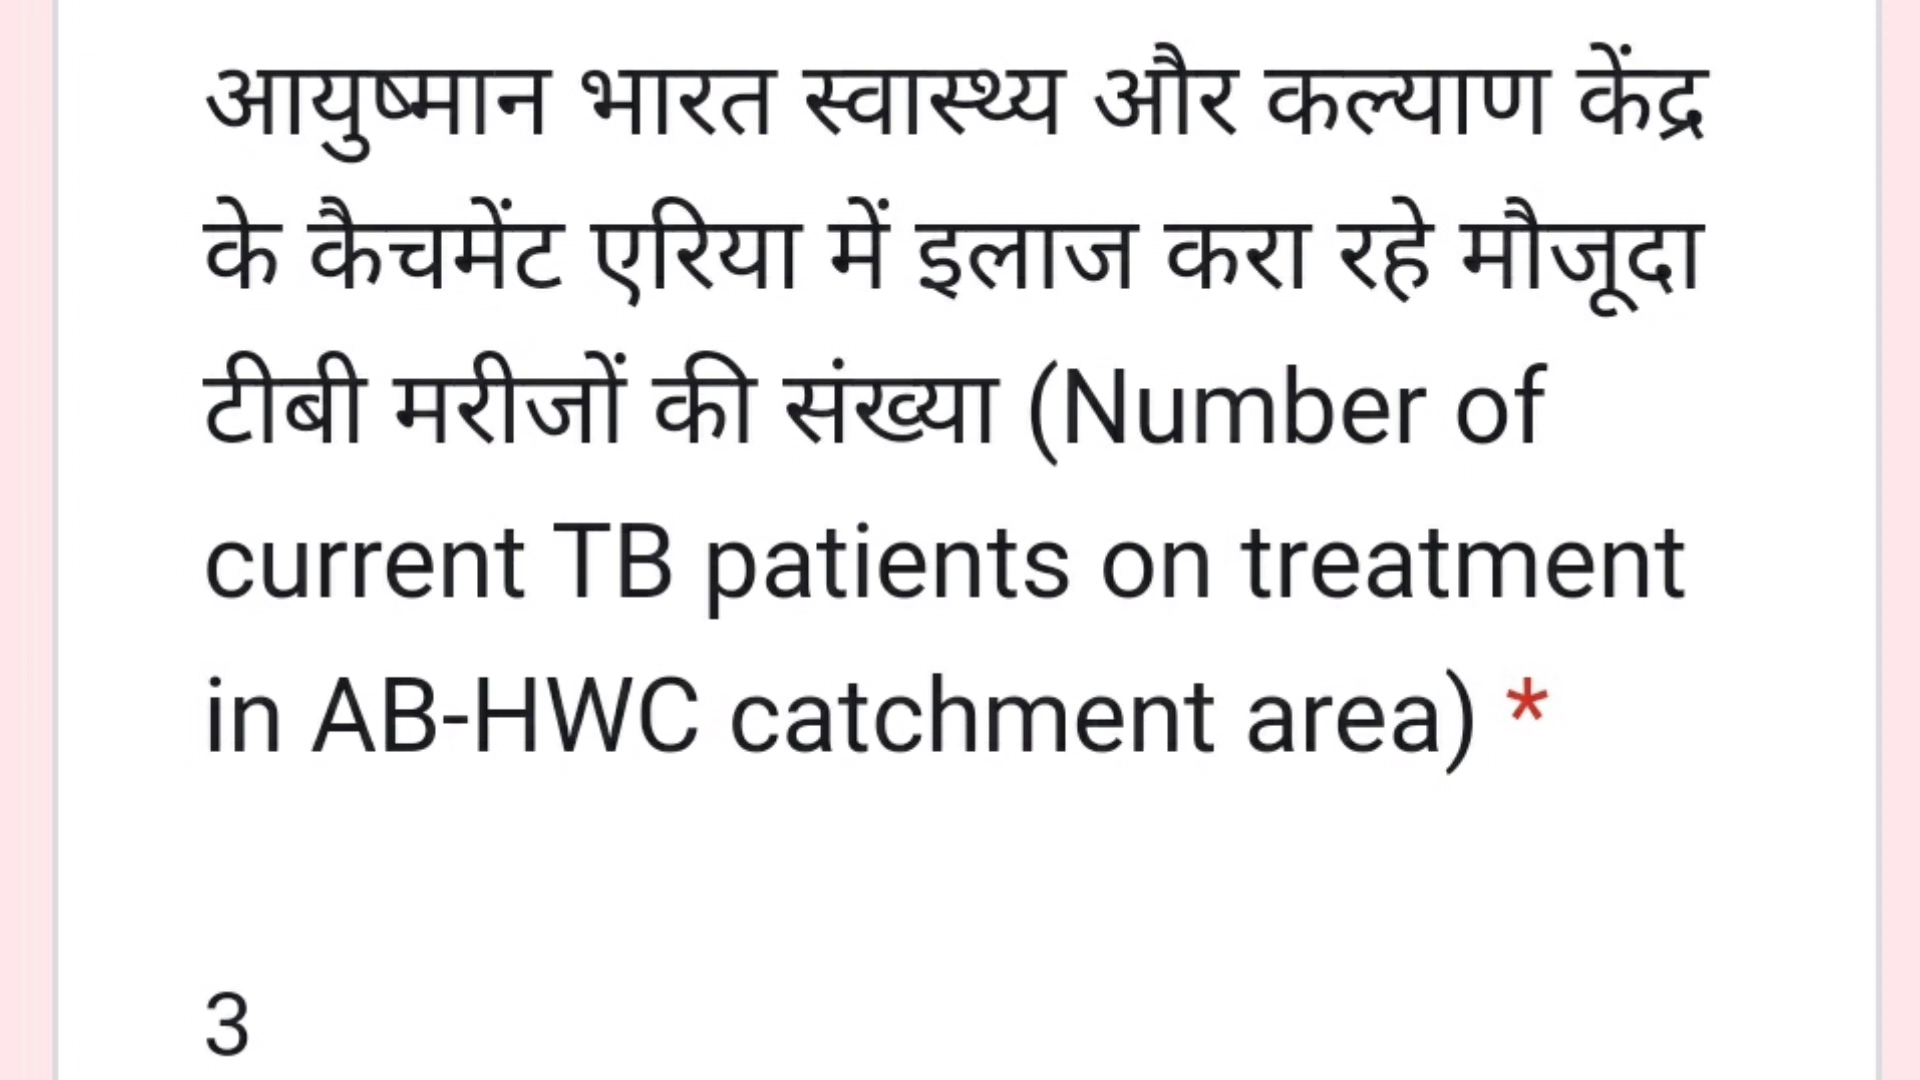 आयुष्मान भारत स्वास्थ्य और कल्याण केंद्र
के कैचमेंट एरिया में इलाज करा रहे मौजूदा
टीबी मरीजों की संख्या (Number of
current TB patients on treatment
in AB-HWC catchment area) *
3